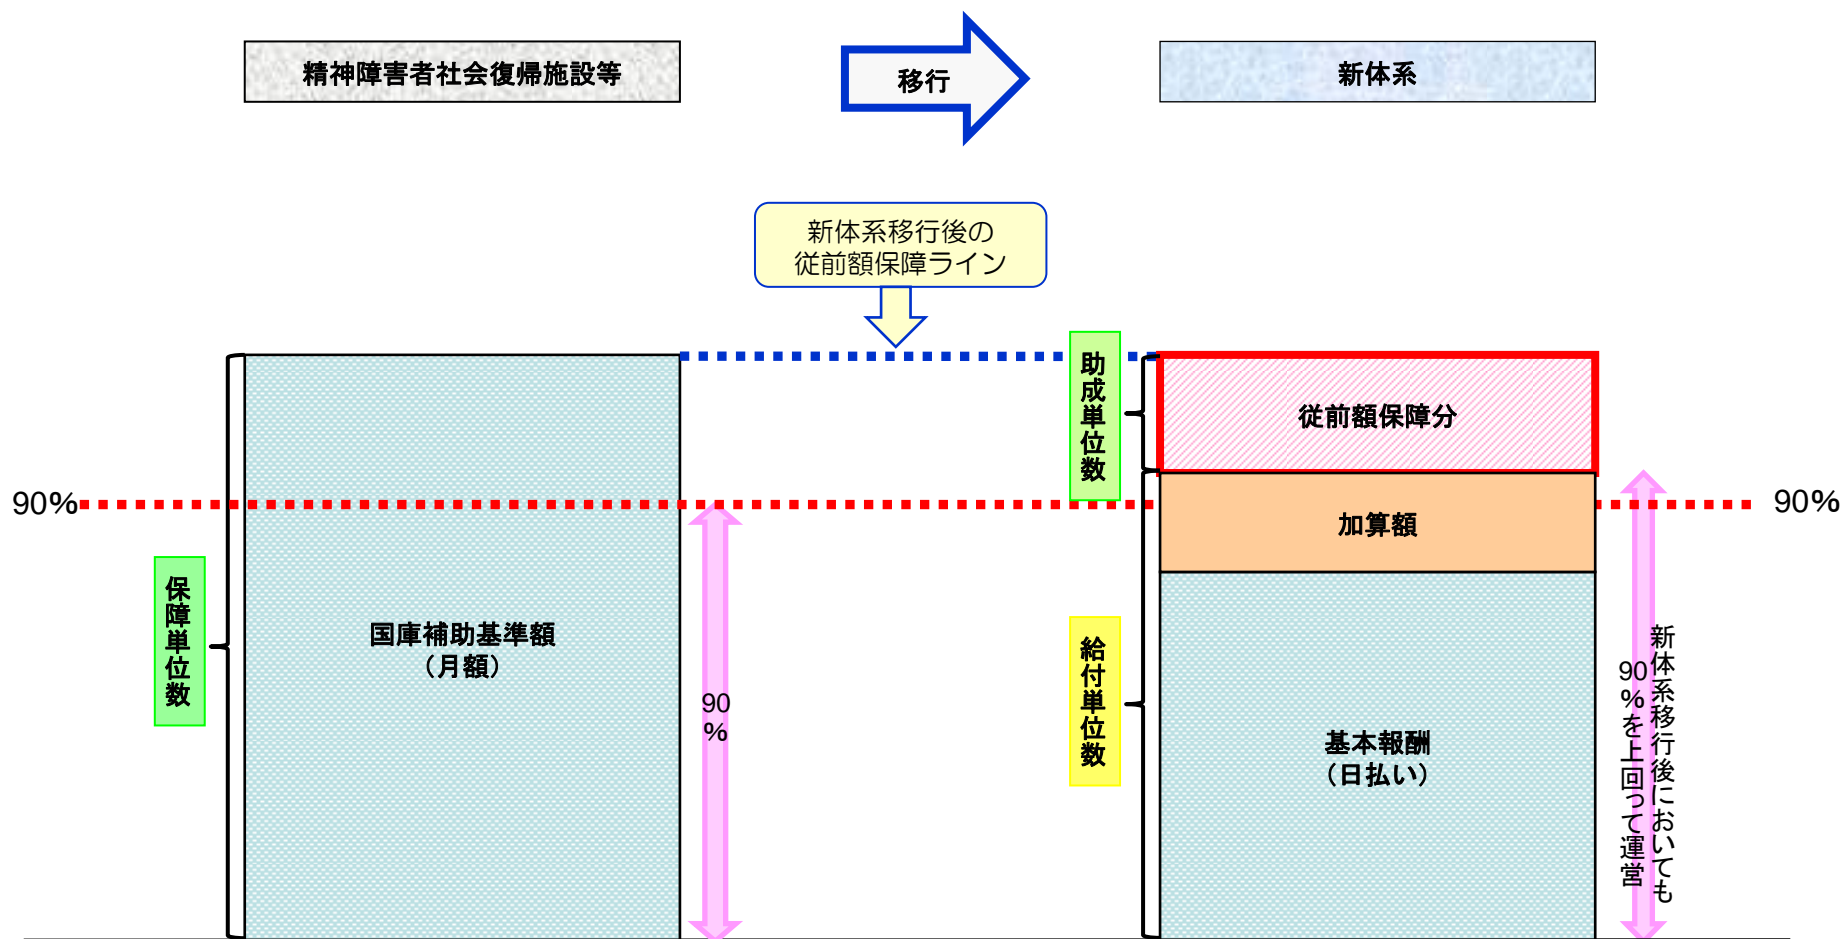 精神障害者社会復帰施設等
移行
新体系
新体系移行後の
従前額保障ライン
助成単位数
従前額保障分
90%
90%
加算額
保障単位数
国庫補助基準額
（月額）
90
%
給付単位数
基本報酬
（日払い）
新体系移行後においても
90%を上回って運営